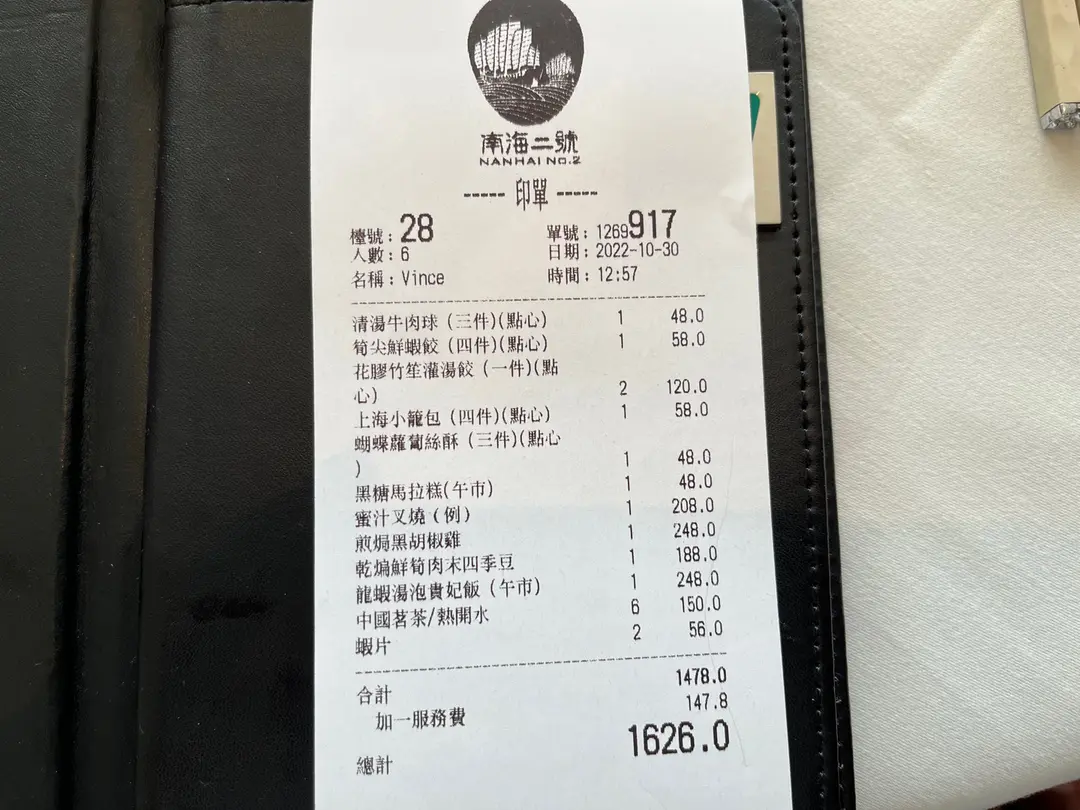 南海二號
NANHAI No.2
----- 印單 -----
檯號：28 單號：1269917
人數：6 日期：2022-10-30
名稱：Vince 時間：12:57
清湯牛肉球 (三件)(點心) 1 48.0
筍尖鮮蝦餃 (四件)(點心) 1 58.0
花膠竹笙灌湯餃 (一件)(點
心) 2 120.0
上海小籠包 (四件)(點心) 1 58.0
蝴蝶蘿蔔絲酥 (三件)(點心
) 1 48.0
黑糖馬拉糕(午市) 1 48.0
蜜汁叉燒 (例) 1 208.0
煎焗黑胡椒雞 1 248.0
乾煸鮮筍肉末四季豆 1 188.0
龍蝦湯泡貴妃飯 (午市) 1 248.0
中國茗茶/熱開水 6 150.0
蝦片 2 56.0
合計 1478.0
加一服務費 147.8
總計 1626.0